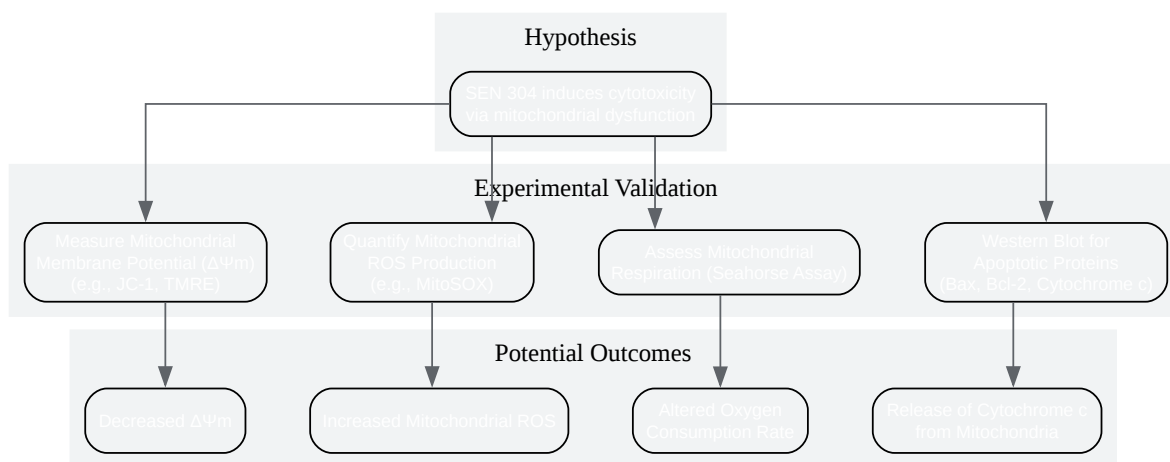 Hypothesis
SEN 304 induces cytotoxicity
via mitochondrial dysfunction
Experimental Validation
Measure Mitochondrial
Membrane Potential (ΔΨm)
(e.g., JC-1, TMRE)
Quantify Mitochondrial
ROS Production
(e.g., MitoSOX)
Assess Mitochondrial
Respiration (Seahorse Assay)
Western Blot for
Apoptotic Proteins
(Bax, Bcl-2, Cytochrome c)
Potential Outcomes
Decreased ΔΨm
Increased Mitochondrial ROS
Altered Oxygen
Consumption Rate
Release of Cytochrome c
from Mitochondria